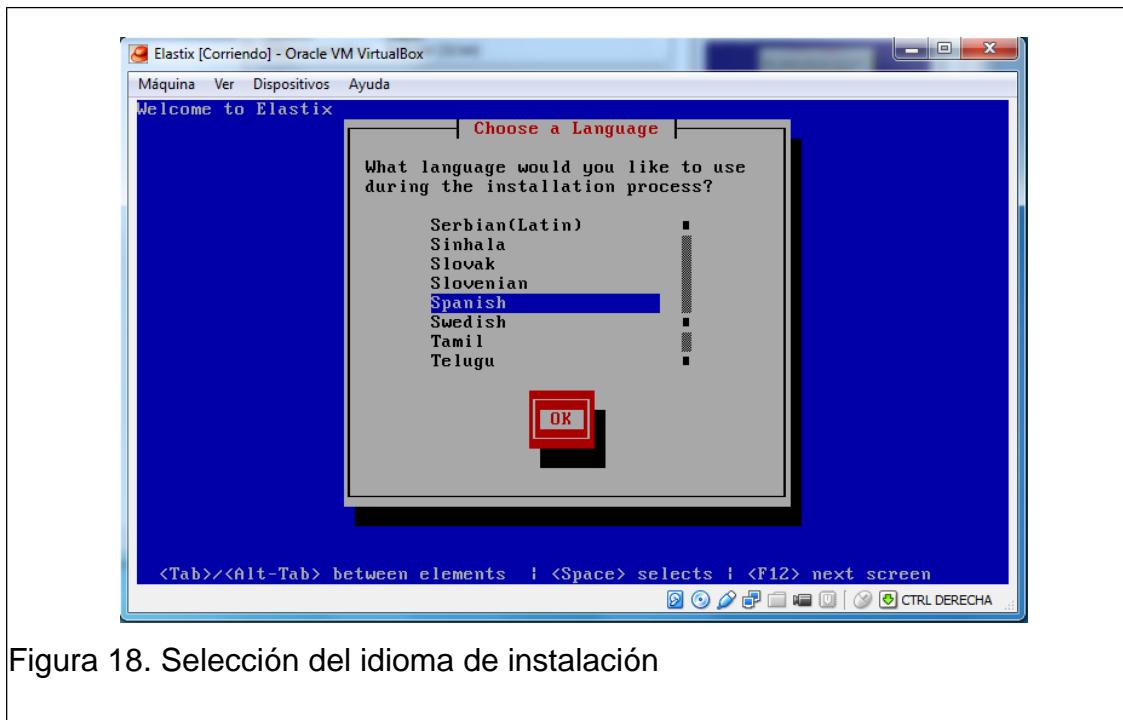 Elastix [Corriendo] - Oracle VM VirtualBox
Máquina Ver Dispositivos Ayuda
Welcome to Elastix
Choose a Language
What language would you like to use
during the installation process?
Serbian(Latin)
Sinhala
Slovak
Slovenian
Spanish
Swedish
Tamil
Telugu
OK
<Tab>/<Alt-Tab> between elements | <Space> selects | <F12> next screen
CTRL DERECHA
Figura 18. Selección del idioma de instalación